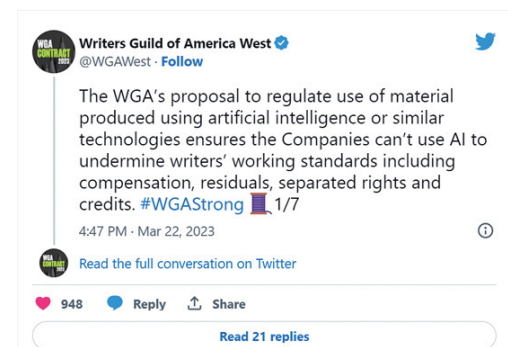 WGA
CONTRACT
2023
Writers Guild of America West
@WGAWest · Follow
The WGA's proposal to regulate use of material
produced using artificial intelligence or similar
technologies ensures the Companies can't use AI to
undermine writers' working standards including
compensation, residuals, separated rights and
credits. #WGAStrong 🧵 1/7
4:47 PM · Mar 22, 2023
WGA
CONTRACT
2023
Read the full conversation on Twitter
948 Reply Share
Read 21 replies